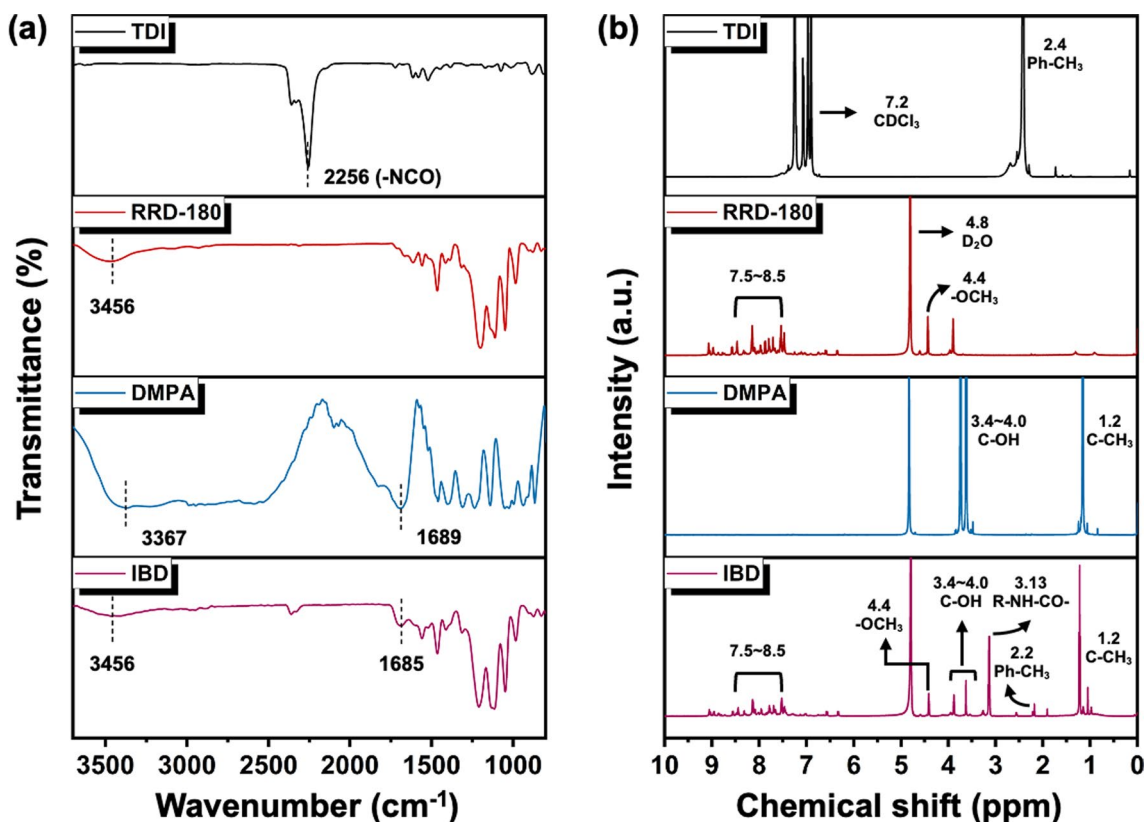 (a)
TDI
2256 (-NCO)
RRD-180
3456
DMPA
3367
1689
IBD
3456
1685
Transmittance (%)
3500 3000 2500 2000 1500 1000
Wavenumber (cm-1)
(b)
TDI
2.4
Ph-CH3
7.2
CDCl3
RRD-180
4.8
D2O
7.5~8.5
4.4
-OCH3
DMPA
3.4~4.0
C-OH
1.2
C-CH3
IBD
3.4~4.0
C-OH
3.13
R-NH-CO-
4.4
-OCH3
7.5~8.5
2.2
Ph-CH3
1.2
C-CH3
Intensity (a.u.)
10 9 8 7 6 5 4 3 2 1 0
Chemical shift (ppm)